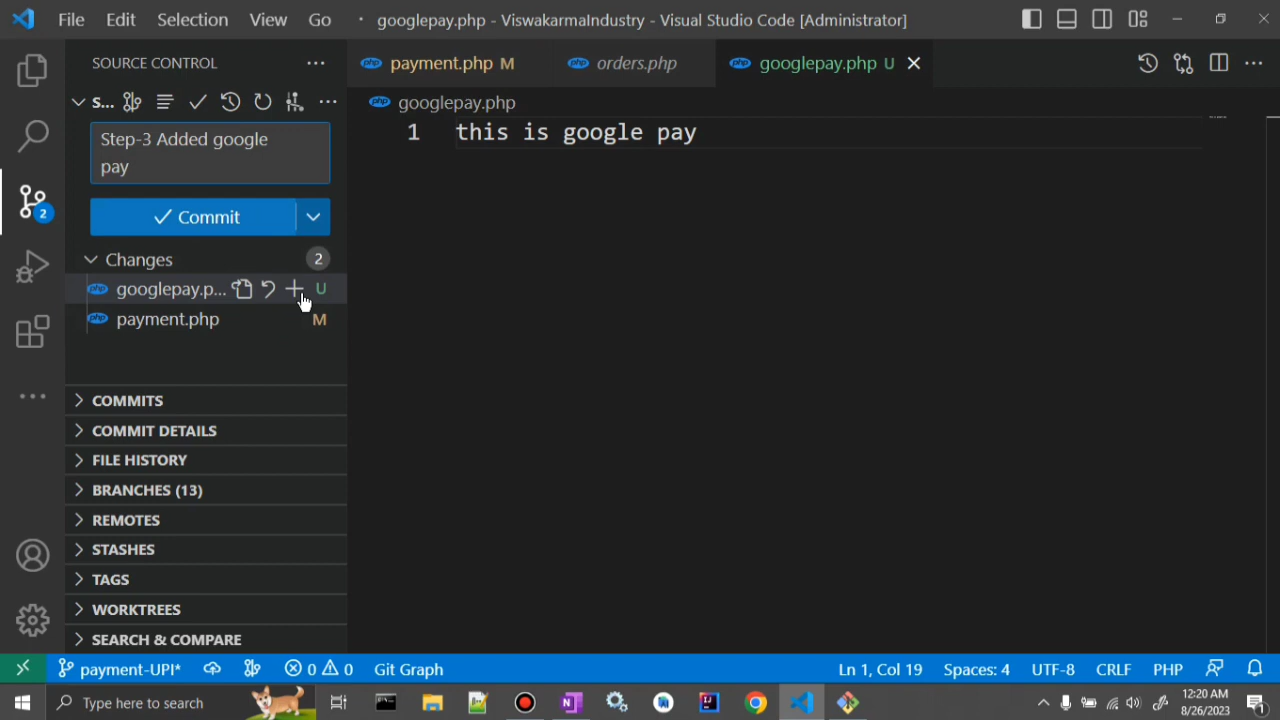 File Edit Selection View Go googlepay.php - ViswakarmaIndustry - Visual Studio Code [Administrator]
SOURCE CONTROL
payment.php M
orders.php
googlepay.php U
S...
googlepay.php
Step-3 Added google
pay
1 this is google pay
Commit
2
Changes 2
googlepay.p... U
payment.php M
COMMITS
COMMIT DETAILS
FILE HISTORY
BRANCHES (13)
REMOTES
STASHES
TAGS
WORKTREES
SEARCH & COMPARE
payment-UPI* 0 0 Git Graph Ln 1, Col 19 Spaces: 4 UTF-8 CRLF PHP
Type here to search
12:20 AM
8/26/2023
1